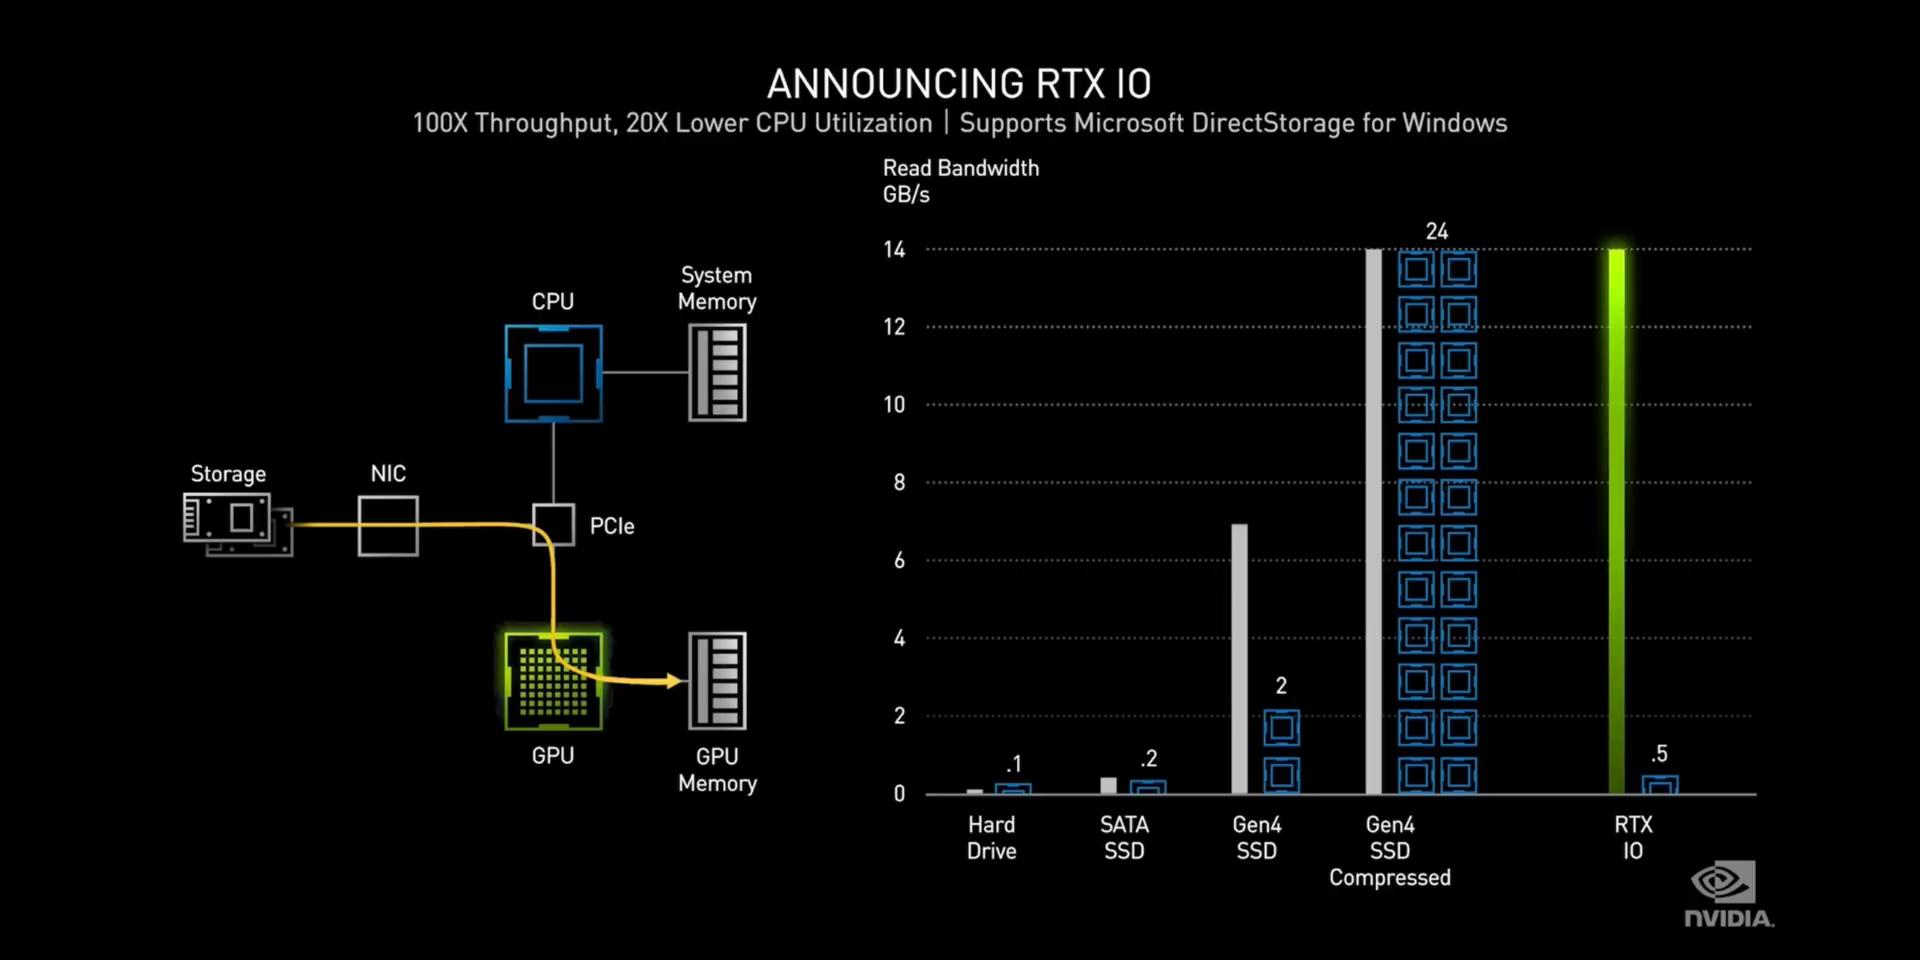 ANNOUNCING RTX IO
100X Throughput, 20X Lower CPU Utilization | Supports Microsoft DirectStorage for Windows
CPU
System
Memory
Storage
NIC
PCIe
GPU
GPU
Memory
Read Bandwidth
GB/s
14
12
10
8
6
4
2
0
.1
.2
2
24
.5
Hard
Drive
SATA
SSD
Gen4
SSD
Gen4
SSD
Compressed
RTX
IO
NVIDIA.